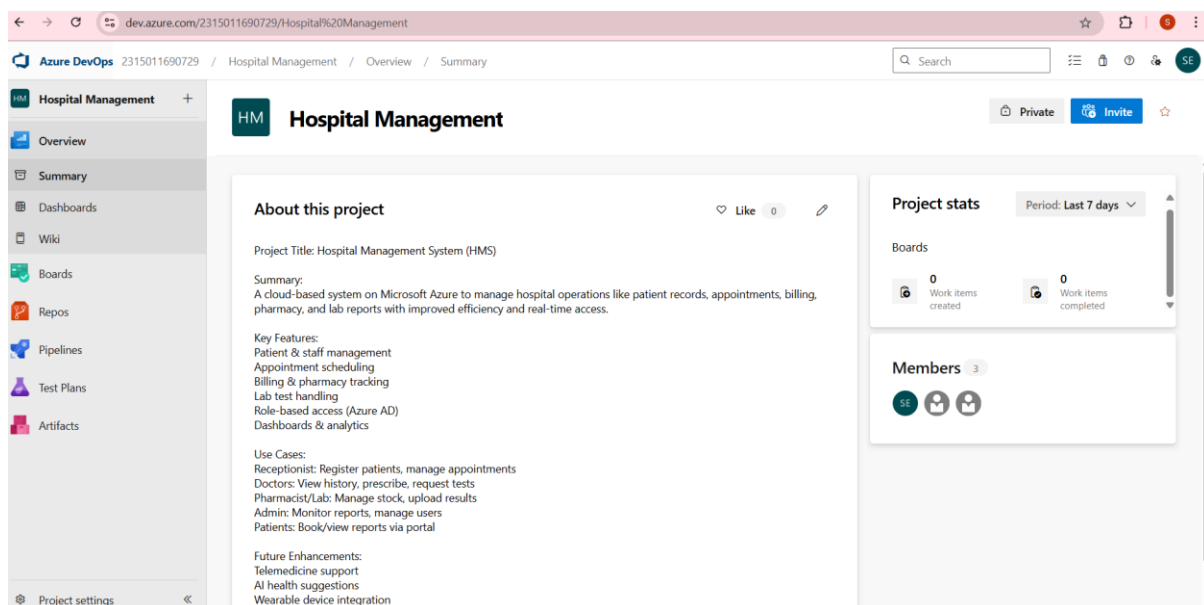 dev.azure.com/2315011690729/Hospital%20Management
S
Azure DevOps 2315011690729 / Hospital Management / Overview / Summary
Search
SE
HM Hospital Management +
Overview
Summary
Dashboards
Wiki
Boards
Repos
Pipelines
Test Plans
Artifacts
Project settings
HM Hospital Management
Private
Invite
About this project
Like 0
Project Title: Hospital Management System (HMS)
Summary:
A cloud-based system on Microsoft Azure to manage hospital operations like patient records, appointments, billing,
pharmacy, and lab reports with improved efficiency and real-time access.
Key Features:
Patient & staff management
Appointment scheduling
Billing & pharmacy tracking
Lab test handling
Role-based access (Azure AD)
Dashboards & analytics
Use Cases:
Receptionist: Register patients, manage appointments
Doctors: View history, prescribe, request tests
Pharmacist/Lab: Manage stock, upload results
Admin: Monitor reports, manage users
Patients: Book/view reports via portal
Future Enhancements:
Telemedicine support
AI health suggestions
Wearable device integration
Project stats
Period: Last 7 days
Boards
0
Work items
created
0
Work items
completed
Members 3
SE